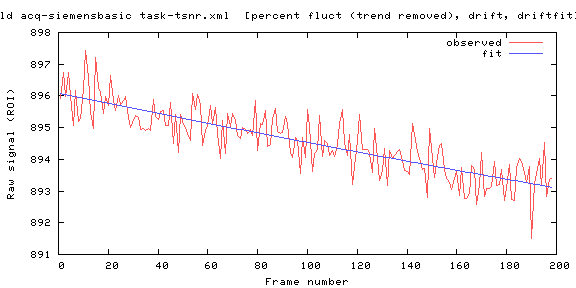 ld acq-siemensbasic task-tsnr.xml [percent fluct (trend removed), drift, driftfit]
898
897
896
895
894
893
892
891
observed
fit
Raw signal (ROI)
0 20 40 60 80 100 120 140 160 180 200
Frame number